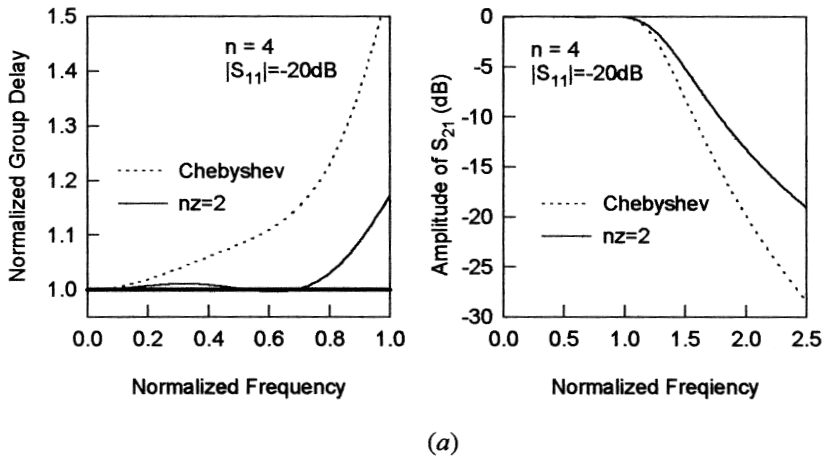 1.5
1.4
1.3
1.2
1.1
1.0
Normalized Group Delay
n = 4
|S11|=-20dB
Chebyshev
nz=2
0.0 0.2 0.4 0.6 0.8 1.0
Normalized Frequency
0
-5
-10
-15
-20
-25
-30
Amplitude of S21 (dB)
n = 4
|S11|=-20dB
Chebyshev
nz=2
0.0 0.5 1.0 1.5 2.0 2.5
Normalized Freqiency
(a)